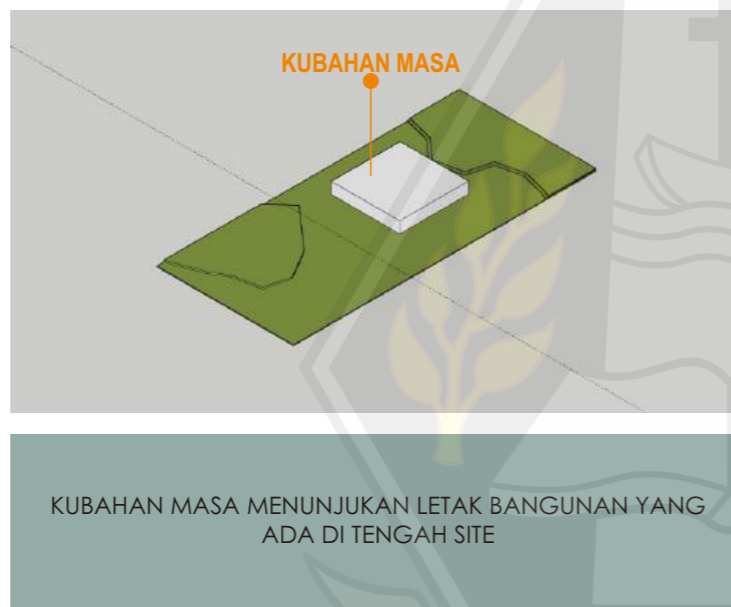 KUBAHAN MASA
KUBAHAN MASA MENUNJUKAN LETAK BANGUNAN YANG
ADA DI TENGAH SITE